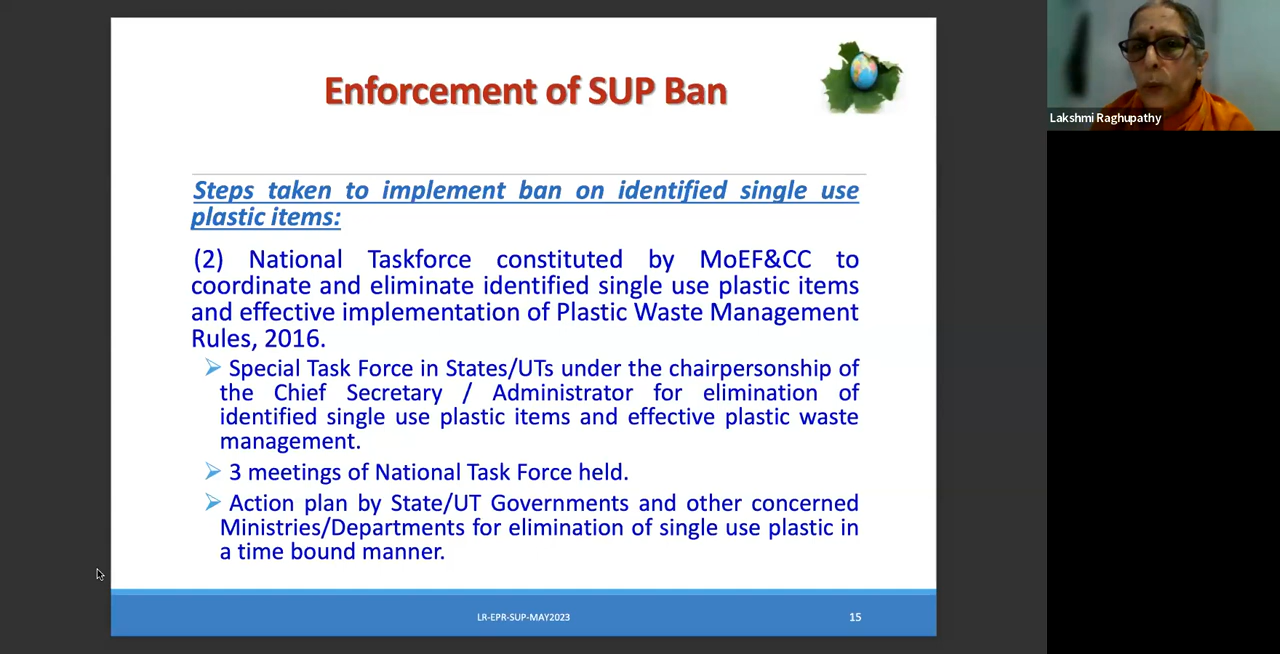 Enforcement of SUP Ban
Steps taken to implement ban on identified single use
plastic items:
(2) National Taskforce constituted by MoEF&CC to
coordinate and eliminate identified single use plastic items
and effective implementation of Plastic Waste Management
Rules, 2016.
Special Task Force in States/UTs under the chairpersonship of
the Chief Secretary / Administrator for elimination of
identified single use plastic items and effective plastic waste
management.
3 meetings of National Task Force held.
Action plan by State/UT Governments and other concerned
Ministries/Departments for elimination of single use plastic in
a time bound manner.
LR-EPR-SUP-MAY2023
15
Lakshmi Raghupathy